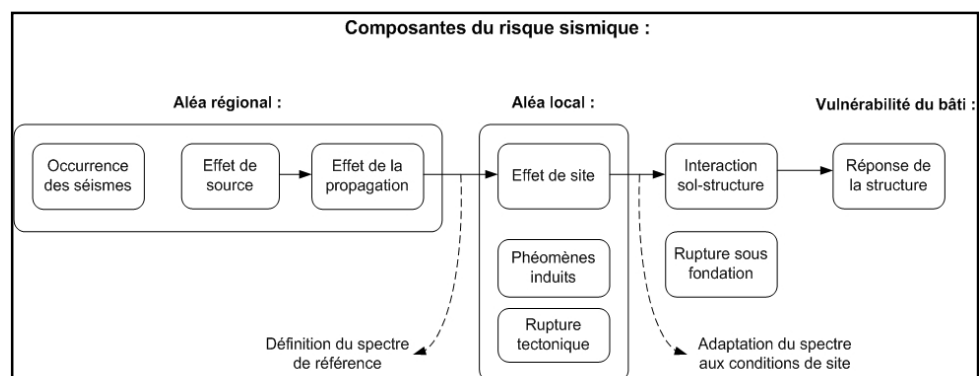 Composantes du risque sismique :
Aléa régional :
Aléa local :
Vulnérabilité du bâti :
Occurrence
des séismes
Effet de
source
Effet de la
propagation
Effet de site
Interaction
sol-structure
Réponse de
la structure
Phéomènes
induits
Rupture sous
fondation
Rupture
tectonique
Définition du spectre
de référence
Adaptation du spectre
aux conditions de site